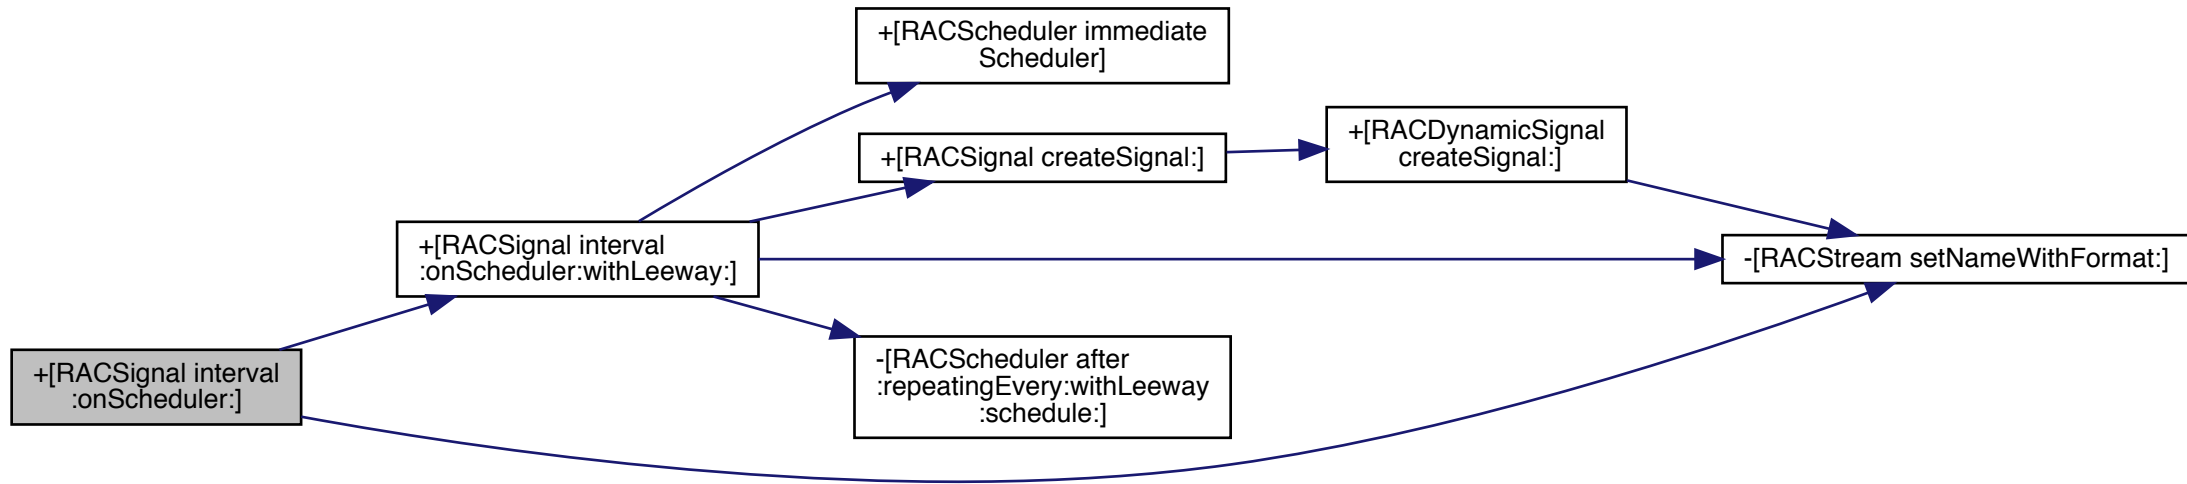 +[RACScheduler immediate
Scheduler]
+[RACDynamicSignal
createSignal:]
+[RACSignal createSignal:]
+[RACSignal interval
:onScheduler:withLeeway:]
-[RACStream setNameWithFormat:]
-[RACScheduler after
:repeatingEvery:withLeeway
:schedule:]
+[RACSignal interval
:onScheduler:]